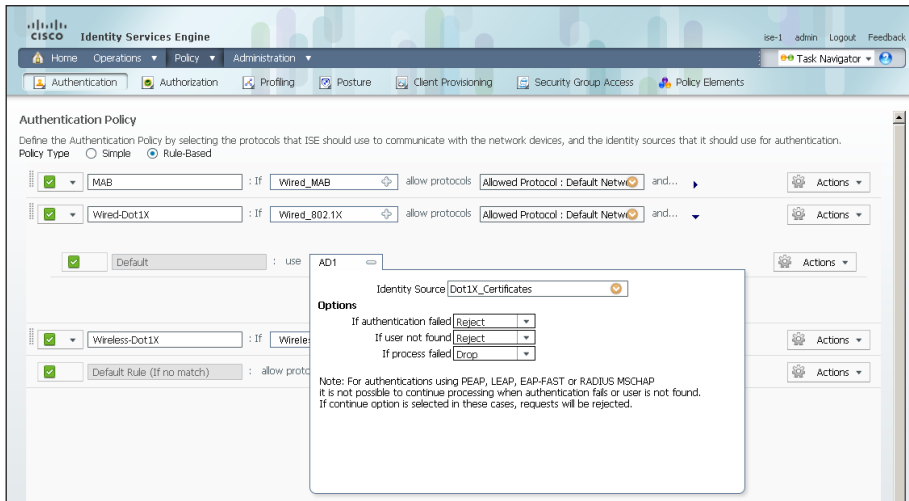 CISCO Identity Services Engine ise-1 admin Logout Feedback
Home Operations Policy Administration Task Navigator
Authentication Authorization Profiling Posture Client Provisioning Security Group Access Policy Elements
Authentication Policy
Define the Authentication Policy by selecting the protocols that ISE should use to communicate with the network devices, and the identity sources that it should use for authentication.
Policy Type Simple Rule-Based
MAB : If Wired_MAB allow protocols Allowed Protocol : Default Netwo and... Actions
Wired-Dot1X : If Wired_802.1X allow protocols Allowed Protocol : Default Netwo and... Actions
Default : use AD1 Actions
Identity Source Dot1X_Certificates
Options
If authentication failed Reject
If user not found Reject
If process failed Drop
Wireless-Dot1X : If Wireles Actions
Default Rule (If no match) : allow proto Actions
Note: For authentications using PEAP, LEAP, EAP-FAST or RADIUS MSCHAP
it is not possible to continue processing when authentication fails or user is not found.
If continue option is selected in these cases, requests will be rejected.